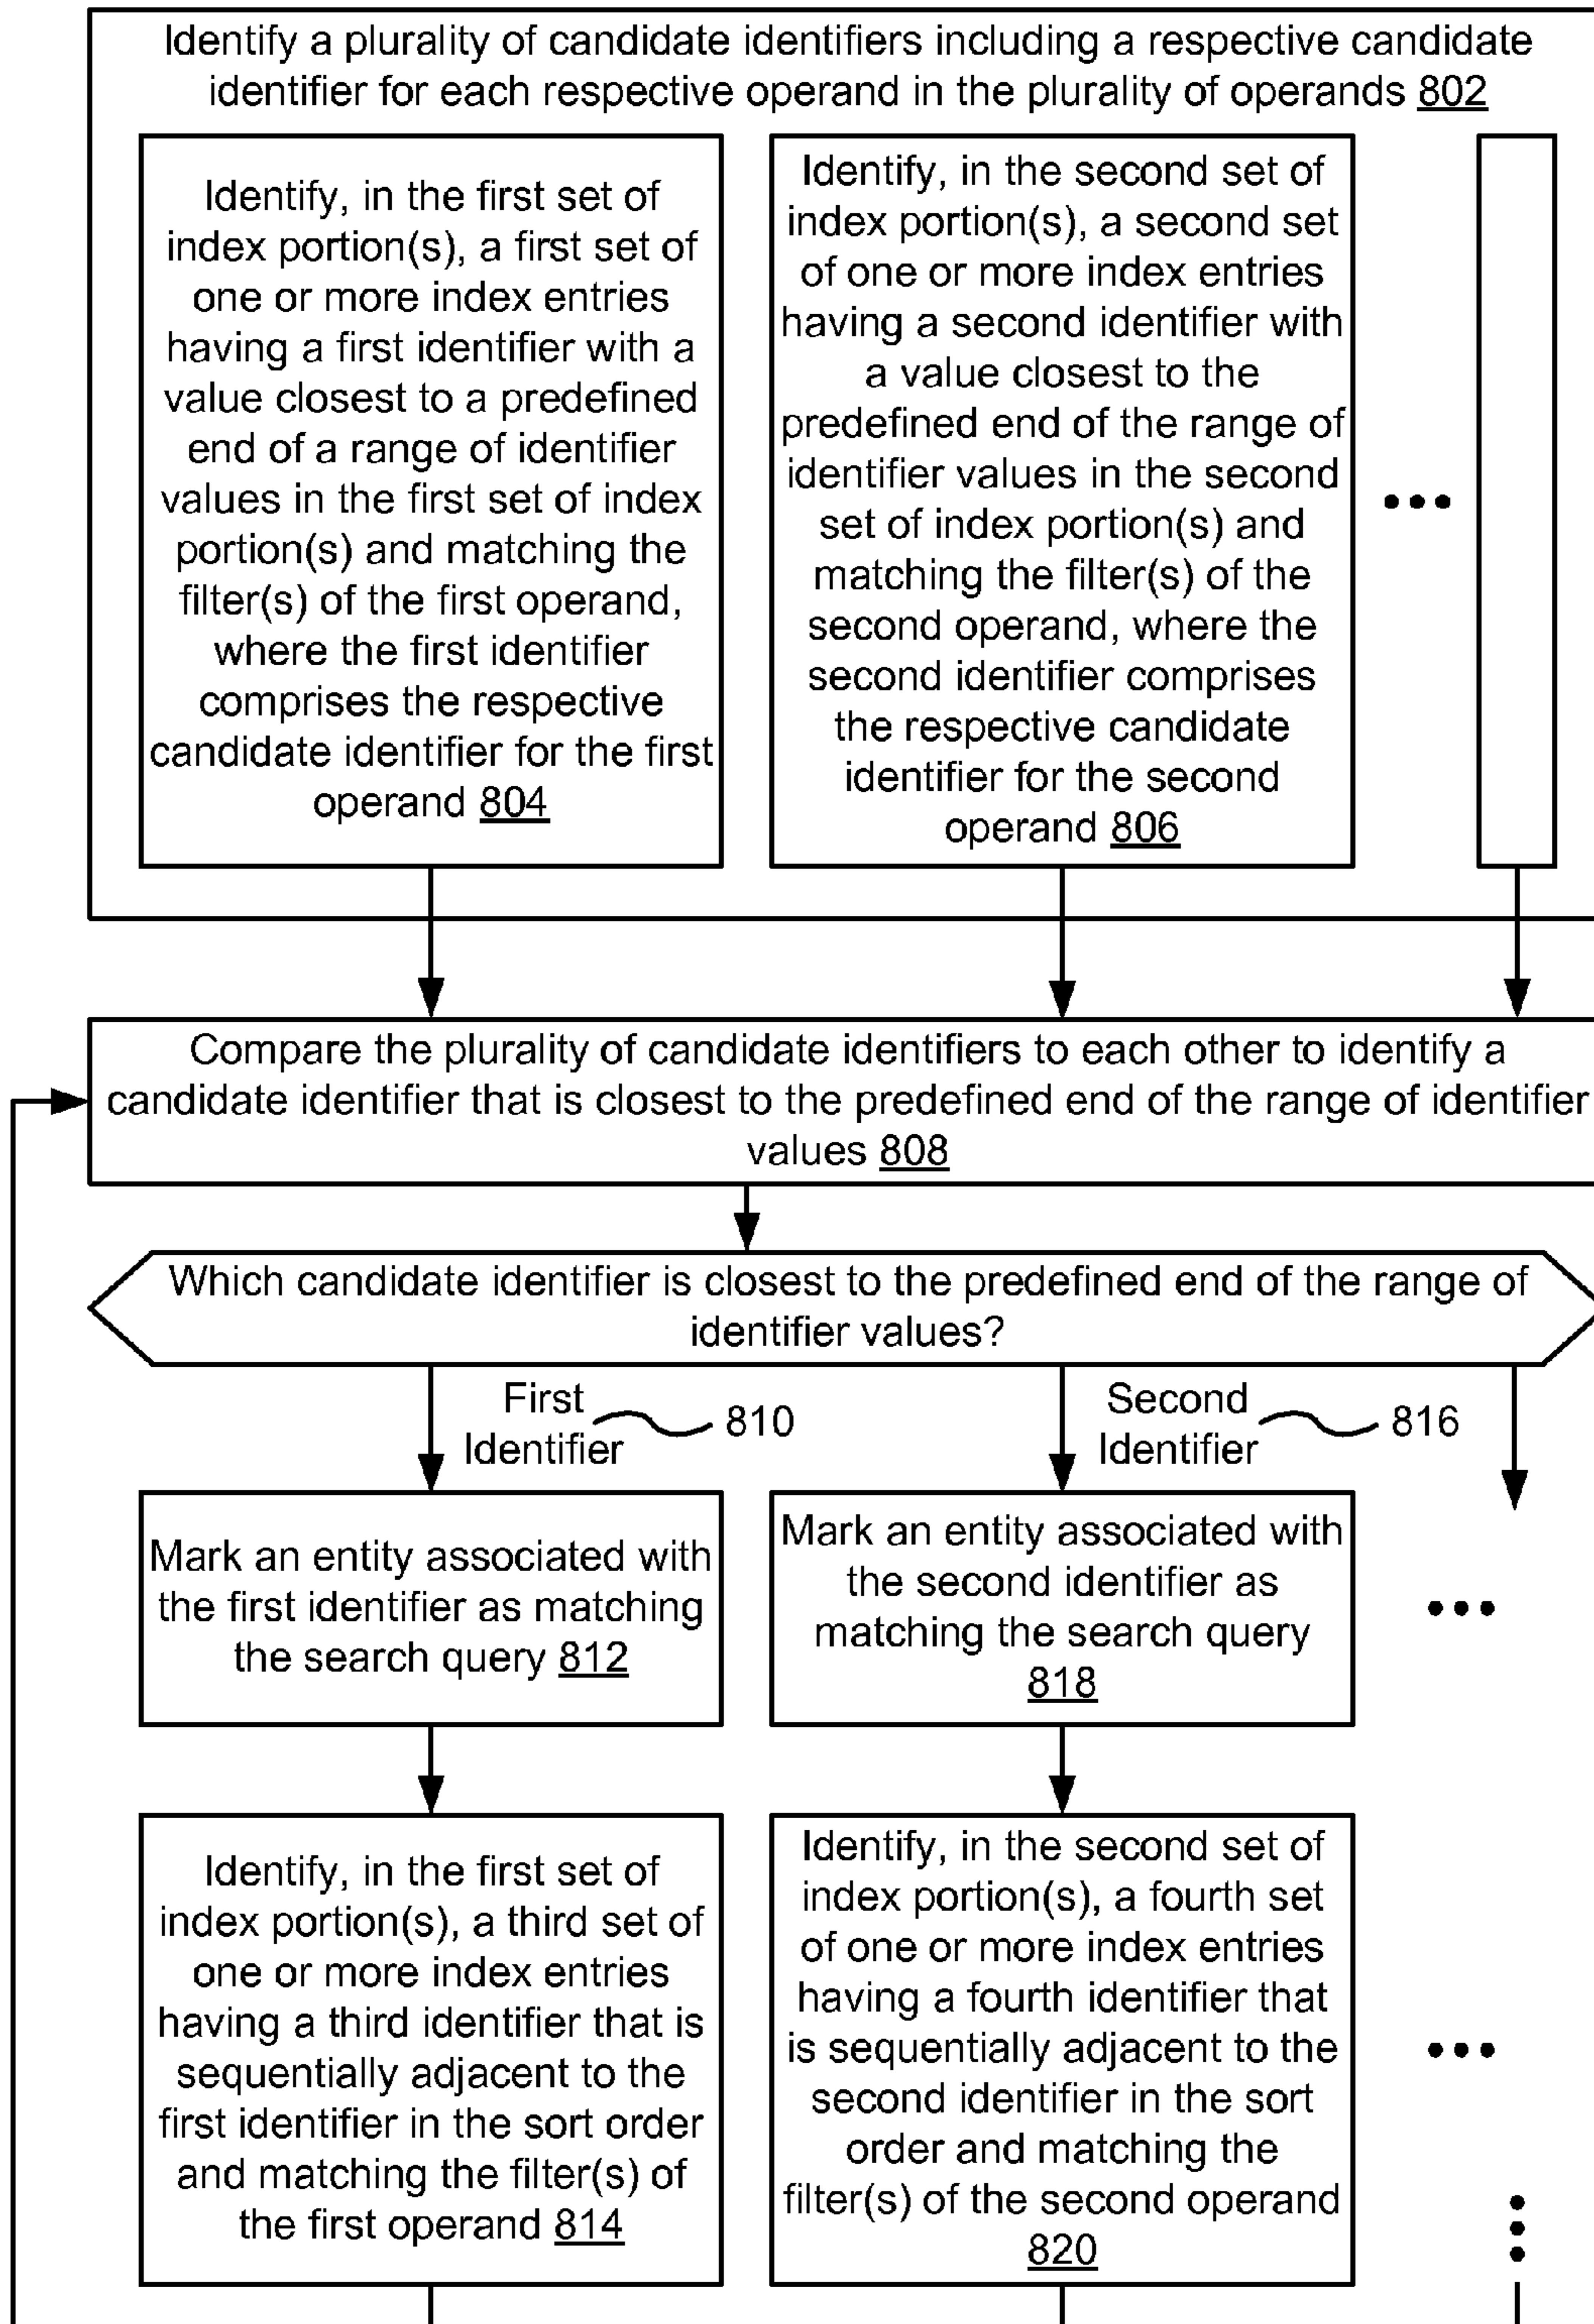 Identify a plurality of candidate identifiers including a respective candidate
identifier for each respective operand in the plurality of operands 802
Identify, in the first set of
index portion(s), a first set of
one or more index entries
having a first identifier with a
value closest to a predefined
end of a range of identifier
values in the first set of index
portion(s) and matching the
filter(s) of the first operand,
where the first identifier
comprises the respective
candidate identifier for the first
operand 804
Identify, in the second set of
index portion(s), a second set
of one or more index entries
having a second identifier with
a value closest to the
predefined end of the range of
identifier values in the second
set of index portion(s) and
matching the filter(s) of the
second operand, where the
second identifier comprises
the respective candidate
identifier for the second
operand 806
Compare the plurality of candidate identifiers to each other to identify a
candidate identifier that is closest to the predefined end of the range of identifier
values 808
Which candidate identifier is closest to the predefined end of the range of
identifier values?
First
Identifier
810
Second
Identifier
816
Mark an entity associated with
the first identifier as matching
the search query 812
Mark an entity associated with
the second identifier as
matching the search query
818
Identify, in the first set of
index portion(s), a third set of
one or more index entries
having a third identifier that is
sequentially adjacent to the
first identifier in the sort order
and matching the filter(s) of
the first operand 814
Identify, in the second set of
index portion(s), a fourth set
of one or more index entries
having a fourth identifier that
is sequentially adjacent to the
second identifier in the sort
order and matching the
filter(s) of the second operand
820